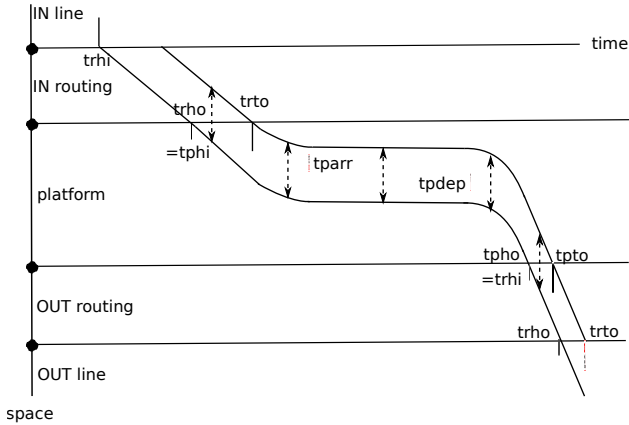 IN line
time
trhi
IN routing
trho
trto
=tphi
tparr
tpdep
platform
tpho
tpto
=trhi
OUT routing
trho
trto
OUT line
space